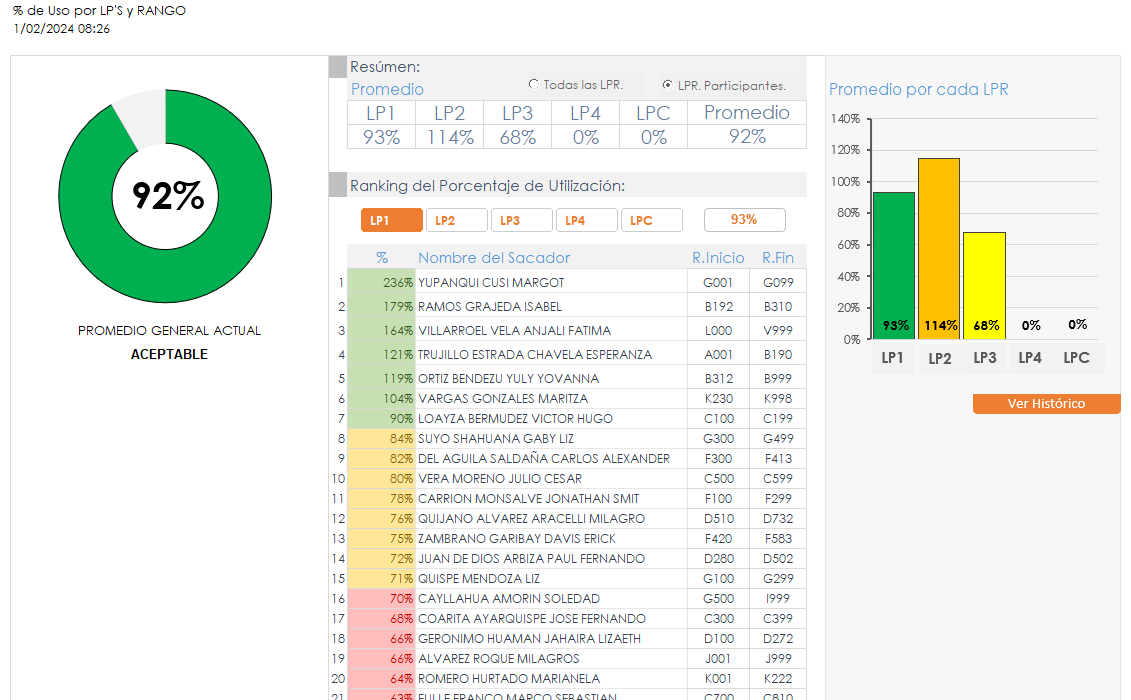 % de Uso por LP'S y RANGO
1/02/2024 08:26
92%
PROMEDIO GENERAL ACTUAL
ACEPTABLE
Resúmen:
Promedio
Todas las LPR.
LPR. Participantes.
LP1 LP2 LP3 LP4 LPC Promedio
93% 114% 68% 0% 0% 92%
Ranking del Porcentaje de Utilización:
LP1 LP2 LP3 LP4 LPC 93%
% Nombre del Sacador R.Inicio R.Fin
1 236% YUPANQUI CUSI MARGOT G001 G099
2 179% RAMOS GRAJEDA ISABEL B192 B310
3 164% VILLARROEL VELA ANJALI FATIMA L000 V999
4 121% TRUJILLO ESTRADA CHAVELA ESPERANZA A001 B190
5 119% ORTIZ BENDEZU YULY YOVANNA B312 B999
6 104% VARGAS GONZALES MARITZA K230 K998
7 90% LOAYZA BERMUDEZ VICTOR HUGO C100 C199
8 84% SUYO SHAHUANA GABY LIZ G300 G499
9 82% DEL AGUILA SALDAÑA CARLOS ALEXANDER F300 F413
10 80% VERA MORENO JULIO CESAR C500 C599
11 78% CARRION MONSALVE JONATHAN SMIT F100 F299
12 76% QUIJANO ALVAREZ ARACELLI MILAGRO D510 D732
13 75% ZAMBRANO GARIBAY DAVIS ERICK F420 F583
14 72% JUAN DE DIOS ARBIZA PAUL FERNANDO D280 D502
15 71% QUISPE MENDOZA LIZ G100 G299
16 70% CAYLLAHUA AMORIN SOLEDAD G500 I999
17 68% COARITA AYARQUISPE JOSE FERNANDO C300 C399
18 66% GERONIMO HUAMAN JAHAIRA LIZAETH D100 D272
19 66% ALVAREZ ROQUE MILAGROS J001 J999
20 64% ROMERO HURTADO MARIANELA K001 K222
21 63% FRANCO MARCO SEBASTIAN C700 C810
Promedio por cada LPR
140%
120%
100%
80%
60%
40%
20%
0%
93% 114% 68% 0% 0%
LP1 LP2 LP3 LP4 LPC
Ver Histórico